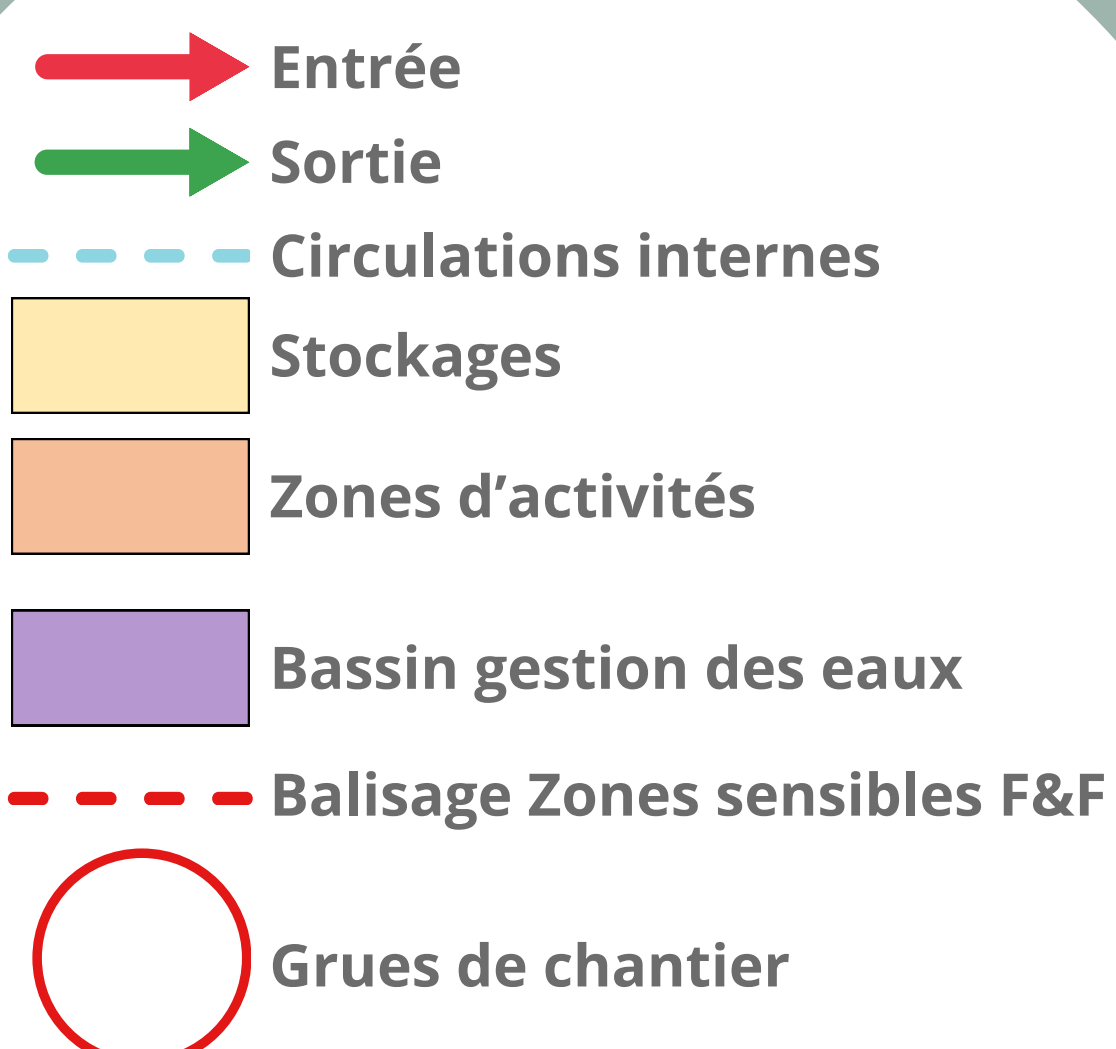 Entrée
Sortie
Circulations internes
Stockages
Zones d’activités
Bassin gestion des eaux
Balisage Zones sensibles F&F
Grues de chantier